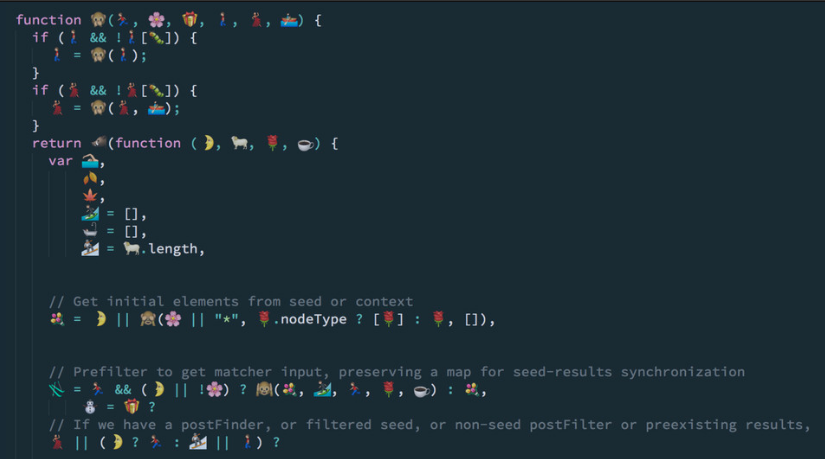 function 🙊(🏃, 🌸, 🎁, 🚶, 💃, 🚣) {
if (🚶 && !🚶[🐛]) {
🚶 = 🙊(🚶);
}
if (💃 && !💃[🐛]) {
💃 = 🙊(💃, 🚣);
}
return 🐗(function (🌛, 🐑, 🌹, ☕) {
var 🏊,
🍂,
🍁,
🏄 = [],
🛁 = [],
🏂 = 🐑.length,
// Get initial elements from seed or context
💐 = 🌛 || 🙈(🌸 || "*", 🌹.nodeType ? [🌹] : 🌹, []),
// Prefilter to get matcher input, preserving a map for seed-results synchronization
= 🏃 && (🌛 || !🌸) ? 🙉(💐, 🏄, 🏃, 🌹, ☕) : 💐,
⛄ = 🎁 ?
// If we have a postFinder, or filtered seed, or non-seed postFilter or preexisting results,
💃 || (🌛 ? 🏃 : 🏂 || 🚶) ?